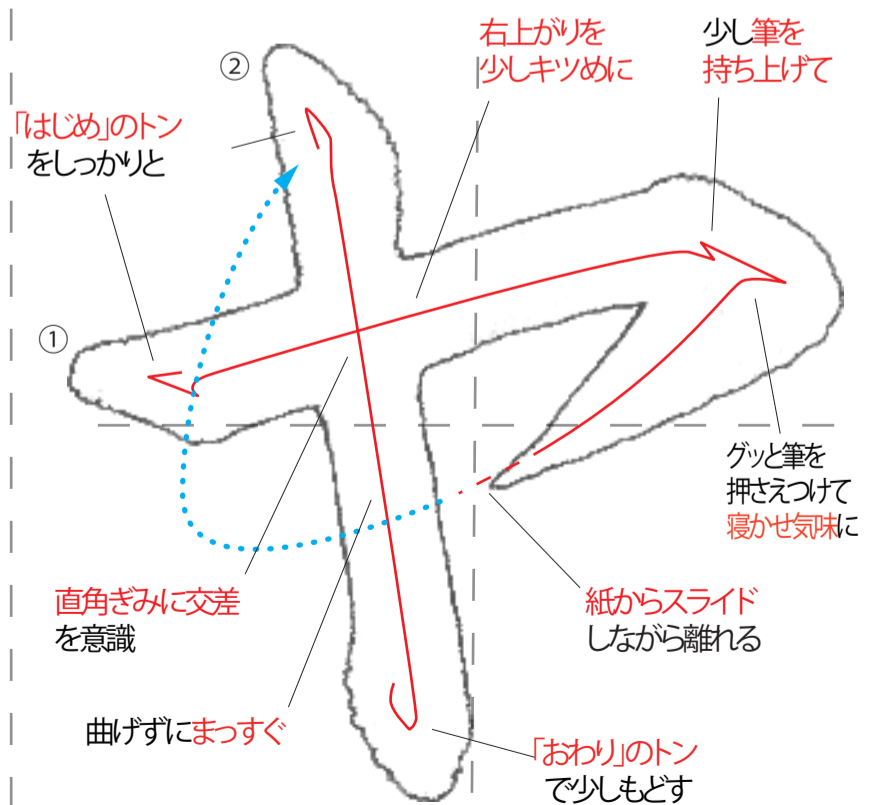 ②
「はじめ」のトン
をしっかりと
右上がりを
少しキツめに
少し筆を
持ち上げて
①
グッと筆を
押さえつけて
寝かせ気味に
直角ぎみに交差
を意識
紙からスライド
しながら離れる
曲げずにまっすぐ
「おわり」のトン
で少しもどす